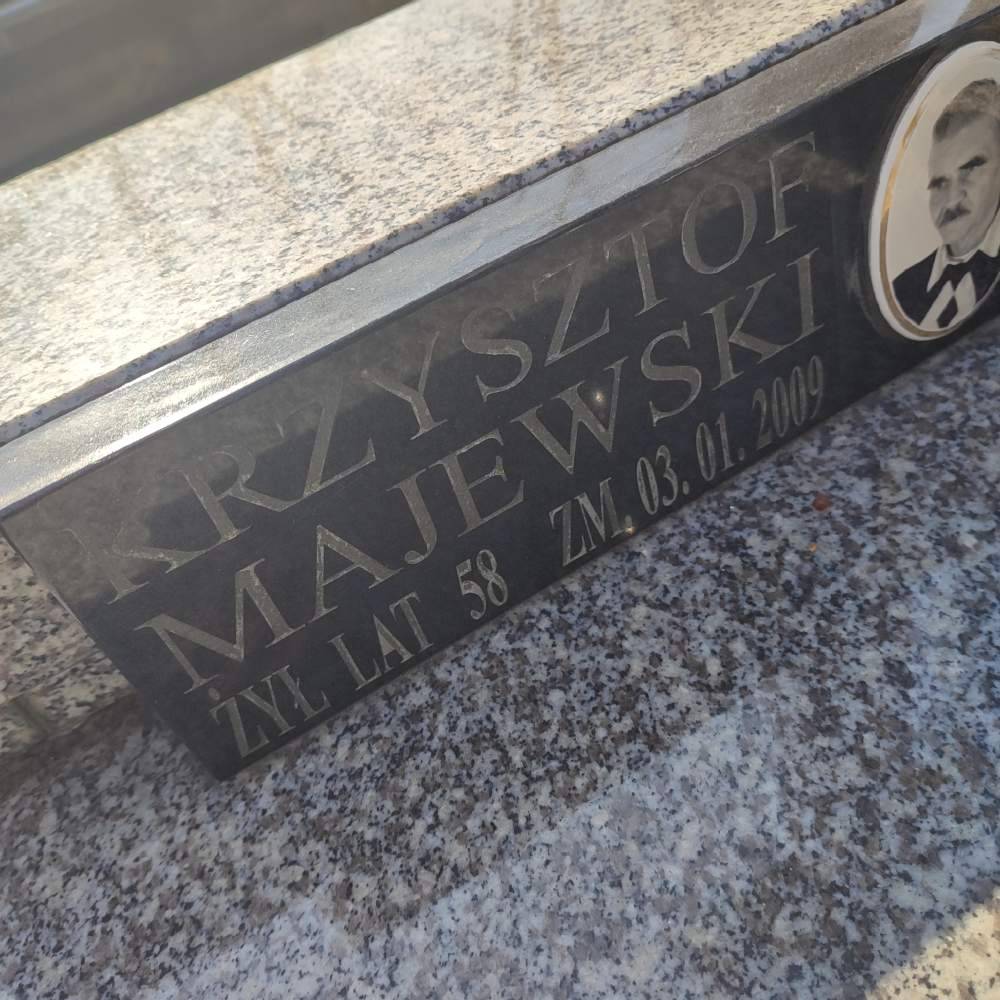 KRZYSZTOF
MAJEWSKI
ŻYŁ LAT 58 ZM. 03. 01. 2009